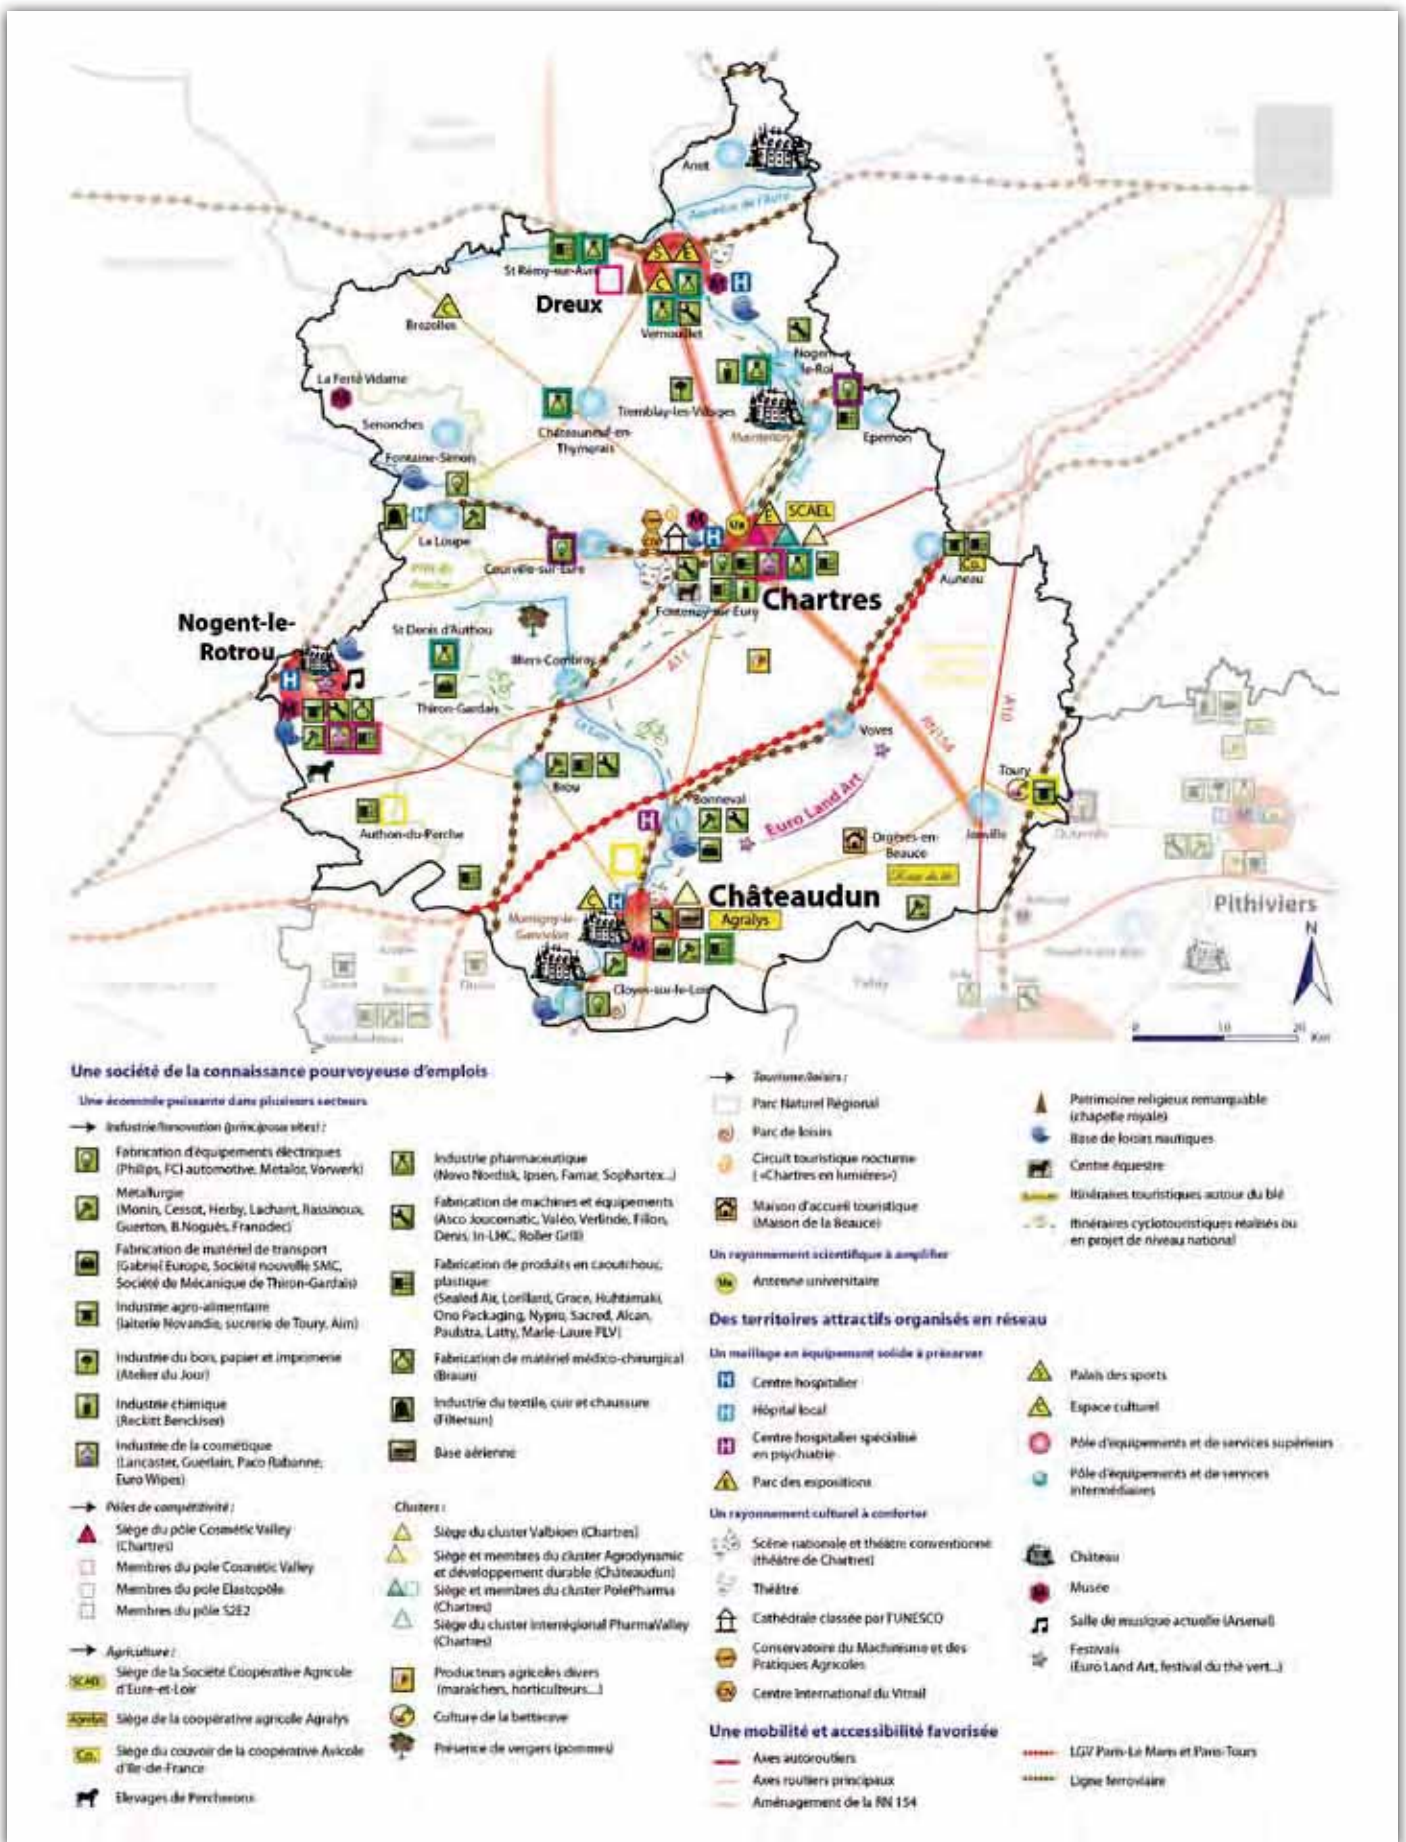 Anet
St Rémy-sur-Avre
Dreux
Vernouillet
Brezolles
Nogent-
le-Roi
La Ferté Vidame
Tremblay-les-Villages
Senonches
Châteauneuf-en-
Thymerais
Maintenon
Epernon
Fontaine-Simon
SCAEL
La Loupe
Courville-sur-Eure
Auneau
Co.
Chartres
Fontenay-sur-Eure
Nogent-le-
Rotrou
St Denis d'Authou
Illiers-Combray
A11
Thiron-Gardais
A10
RN154
Voves
Brou
Toury
Bonneval
Euro Land Art
Authon-du-Perche
Orgères-en-
Beauce
Janville
Châteaudun
Agralys
Montigny-le-
Gannelon
Cloyes-sur-le-Loir
Pithiviers
N
0 10 20
Km
Une société de la connaissance pourvoyeuse d'emplois
Une économie puissante dans plusieurs secteurs
Industrie/Innovation (principaux sites) :
Fabrication d'équipements électriques
(Philips, FCI automotive, Metalor, Vorwerk)
Métallurgie
(Monin, Cessot, Herby, Lachant, Rassinoux,
Guerton, B.Noguès, Franodec)
Fabrication de matériel de transport
(Gabriel Europe, Société nouvelle SMC,
Société de Mécanique de Thiron-Gardais)
Industrie agro-alimentaire
(laiterie Novandie, sucrerie de Toury, Aim)
Industrie du bois, papier et imprimerie
(Atelier du Jour)
Industrie chimique
(Reckitt Benckiser)
Industrie de la cosmétique
(Lancaster, Guerlain, Paco Rabanne,
Euro Wipes)
Industrie pharmaceutique
(Novo Nordisk, Ipsen, Famar, Sophartex...)
Fabrication de machines et équipements
(Asco Joucomatic, Valéo, Verlinde, Fillon,
Denis, In-LHC, Roller Grill)
Fabrication de produits en caoutchouc,
plastique
(Sealed Air, Lorillard, Grace, Huhtamaki,
Ono Packaging, Nypro, Sacred, Alcan,
Paulstra, Latty, Marie-Laure PLV)
Fabrication de matériel médico-chirurgical
(Braun)
Industrie du textile, cuir et chaussure
(Filtersun)
Base aérienne
Pôles de compétitivité :
Siège du pôle Cosmétic Valley
(Chartres)
Membres du pole Cosmétic Valley
Membres du pole Elastopôle
Membres du pôle S2E2
Clusters :
Siège du cluster Valbiom (Chartres)
Siège et membres du cluster Agrodynamic
et développement durable (Châteaudun)
Siège et membres du cluster PolePharma
(Chartres)
Siège du cluster interrégional PharmaValley
(Chartres)
Agriculture :
SCAEL
Siège de la Société Coopérative Agricole
d'Eure-et-Loir
Agralys
Siège de la coopérative agricole Agralys
Co.
Siège du couvoir de la coopérative Avicole
d'Ile-de-France
Elevages de Percherons
Producteurs agricoles divers
(maraîchers, horticulteurs...)
Culture de la betterave
Présence de vergers (pommes)
Tourisme/loisirs :
Parc Naturel Régional
Parc de loisirs
Circuit touristique nocturne
( «Chartres en lumières»)
Maison d'accueil touristique
(Maison de la Beauce)
Patrimoine religieux remarquable
(chapelle royale)
Base de loisirs nautiques
Centre équestre
Itinéraires touristiques autour du blé
Itinéraires cyclotouristiques réalisés ou
en projet de niveau national
Un rayonnement scientifique à amplifier
Antenne universitaire
Des territoires attractifs organisés en réseau
Un maillage en équipement solide à préserver
Centre hospitalier
Hôpital local
Centre hospitalier spécialisé
en psychiatrie
Parc des expositions
Palais des sports
Espace culturel
Pôle d'équipements et de services supérieurs
Pôle d'équipements et de services
intermédiaires
Un rayonnement culturel à conforter
Scène nationale et théâtre conventionné
(théâtre de Chartres)
Théâtre
Cathédrale classée par l'UNESCO
Conservatoire du Machinisme et des
Pratiques Agricoles
Centre International du Vitrail
Château
Musée
Salle de musique actuelle (Arsenal)
Festivals
(Euro Land Art, festival du thé vert...)
Une mobilité et accessibilité favorisée
Axes autoroutiers
Axes routiers principaux
Aménagement de la RN 154
LGV Paris-Le Mans et Paris-Tours
Ligne ferroviaire